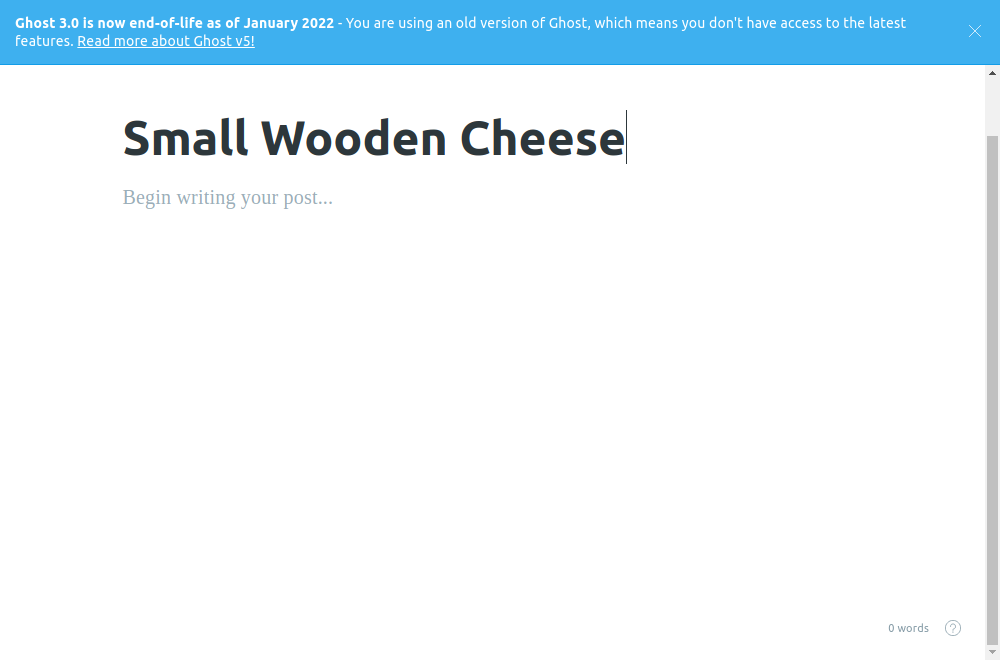 Ghost 3.0 is now end-of-life as of January 2022 - You are using an old version of Ghost, which means you don't have access to the latest
features. Read more about Ghost v5!
Small Wooden Cheese
Begin writing your post...
0 words
?